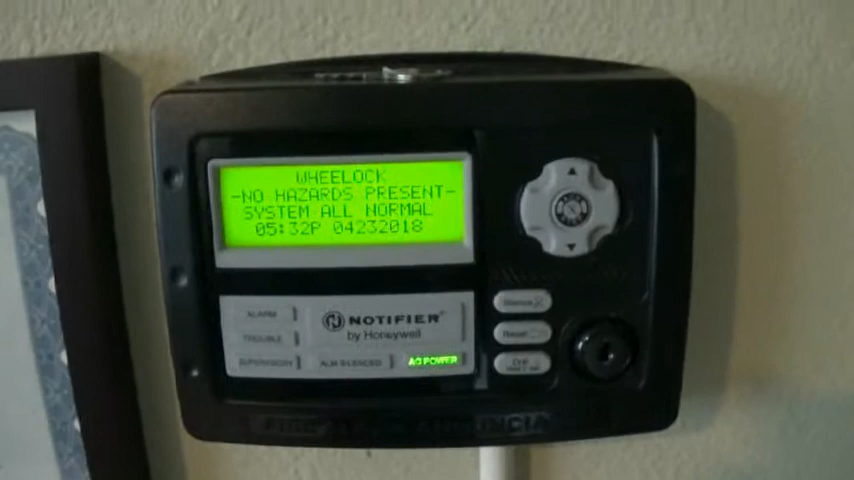 WHEELOCK
-NO HAZARDS PRESENT-
SYSTEM ALL NORMAL
05:32P 04232018
ALARM
TROUBLE
SUPERVISORY
NOTIFIER
by Honeywell
ALM SILENCED
AC POWER
Silence
Reset
Drill
FIRE